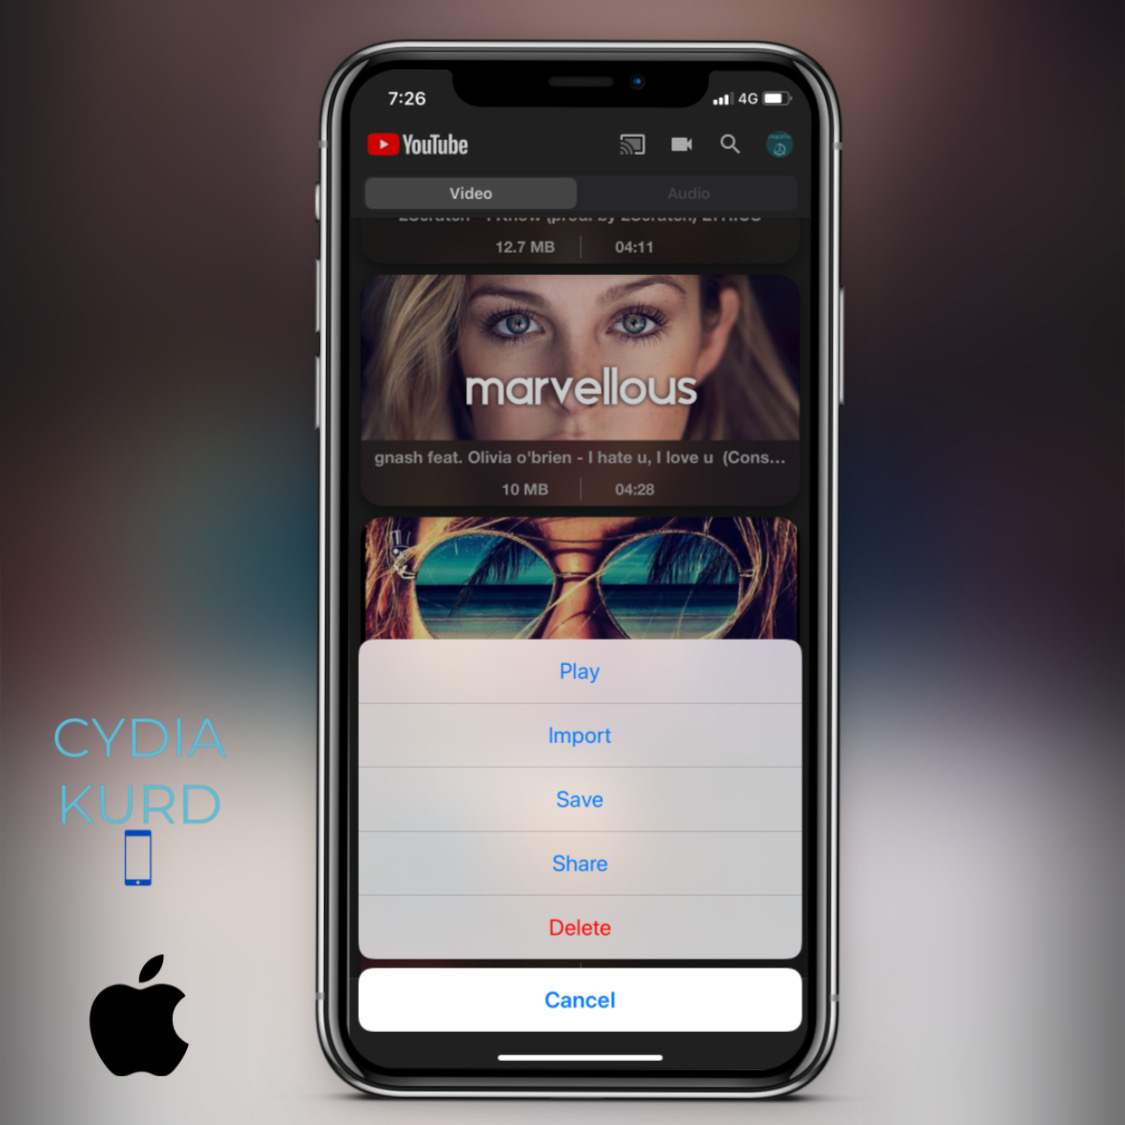 7:26
4G
YouTube
Video
Audio
12.7 MB
04:11
marvellous
gnash feat. Olivia o'brien - I hate u, I love u (Cons...
10 MB
04:28
Play
Import
Save
Share
Delete
Cancel
CYDIA
KURD